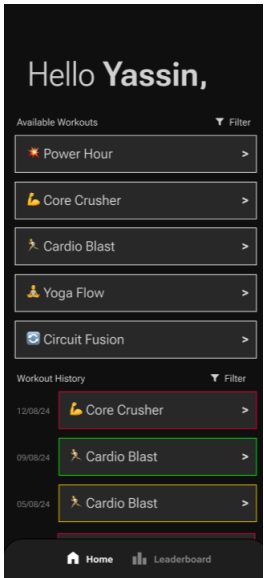 Hello Yassin,
Available Workouts Filter
💥 Power Hour >
💪 Core Crusher >
🏃 Cardio Blast >
🧘 Yoga Flow >
🔄 Circuit Fusion >
Workout History Filter
12/08/24 💪 Core Crusher >
09/08/24 🏃 Cardio Blast >
05/08/24 🏃 Cardio Blast >
Home Leaderboard